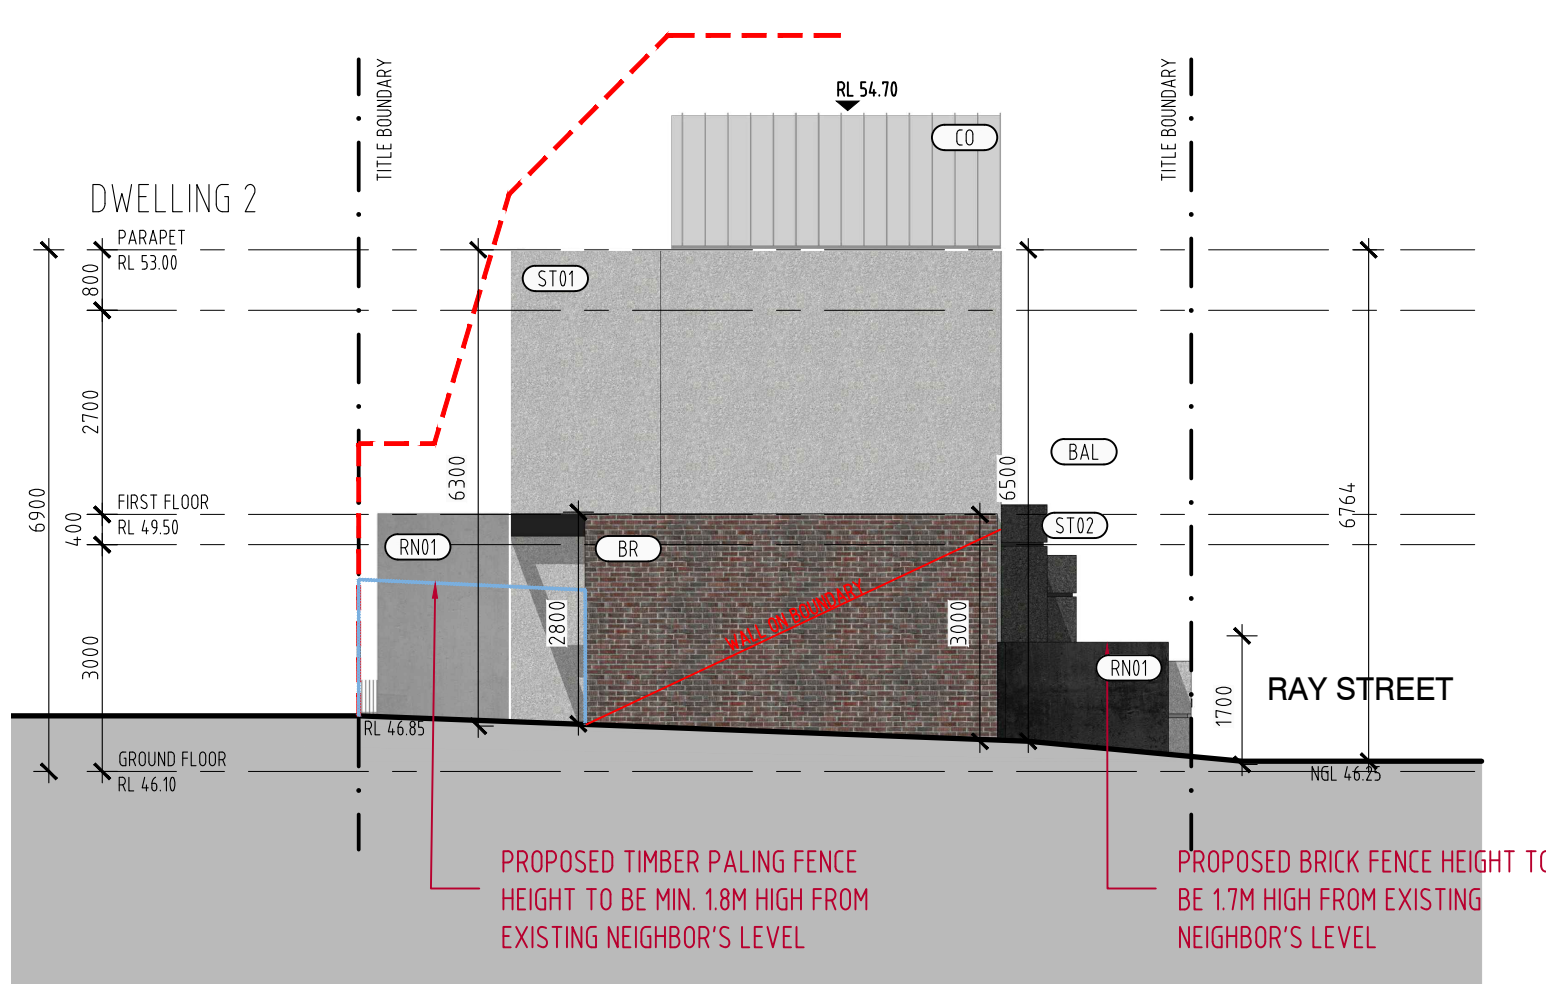 RL 54.70
TITLE BOUNDARY
TITLE BOUNDARY
CO
DWELLING 2
PARAPET
RL 53.00
800
ST01
2700
6300
6500
BAL
6900
400
FIRST FLOOR
RL 49.50
6764
RN01
BR
ST02
WALL ON BOUNDARY
2800
3000
3000
RN01
RAY STREET
1700
RL 46.85
GROUND FLOOR
RL 46.10
NGL 46.25
PROPOSED TIMBER PALING FENCE
HEIGHT TO BE MIN. 1.8M HIGH FROM
EXISTING NEIGHBOR'S LEVEL
PROPOSED BRICK FENCE HEIGHT TO
BE 1.7M HIGH FROM EXISTING
NEIGHBOR'S LEVEL